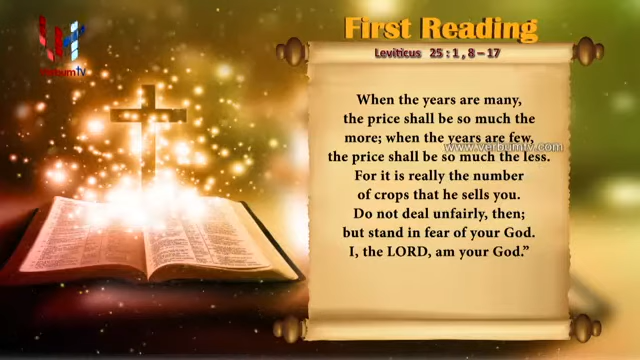 First Reading
Leviticus 25 : 1 , 8 – 17
When the years are many,
the price shall be so much the
more; when the years are few,
www.verbumtv.com
the price shall be so much the less.
For it is really the number
of crops that he sells you.
Do not deal unfairly, then;
but stand in fear of your God.
I, the LORD, am your God.”
verbumtv